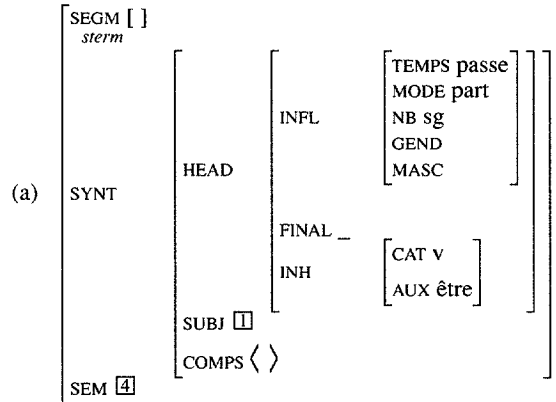 SEGM [ ]
sterm
TEMPS passe
MODE part
INFL NB sg
GEND
HEAD MASC
(a) SYNT
FINAL _
INH CAT v
AUX être
SUBJ 1
COMPS ⟨ ⟩
SEM 4